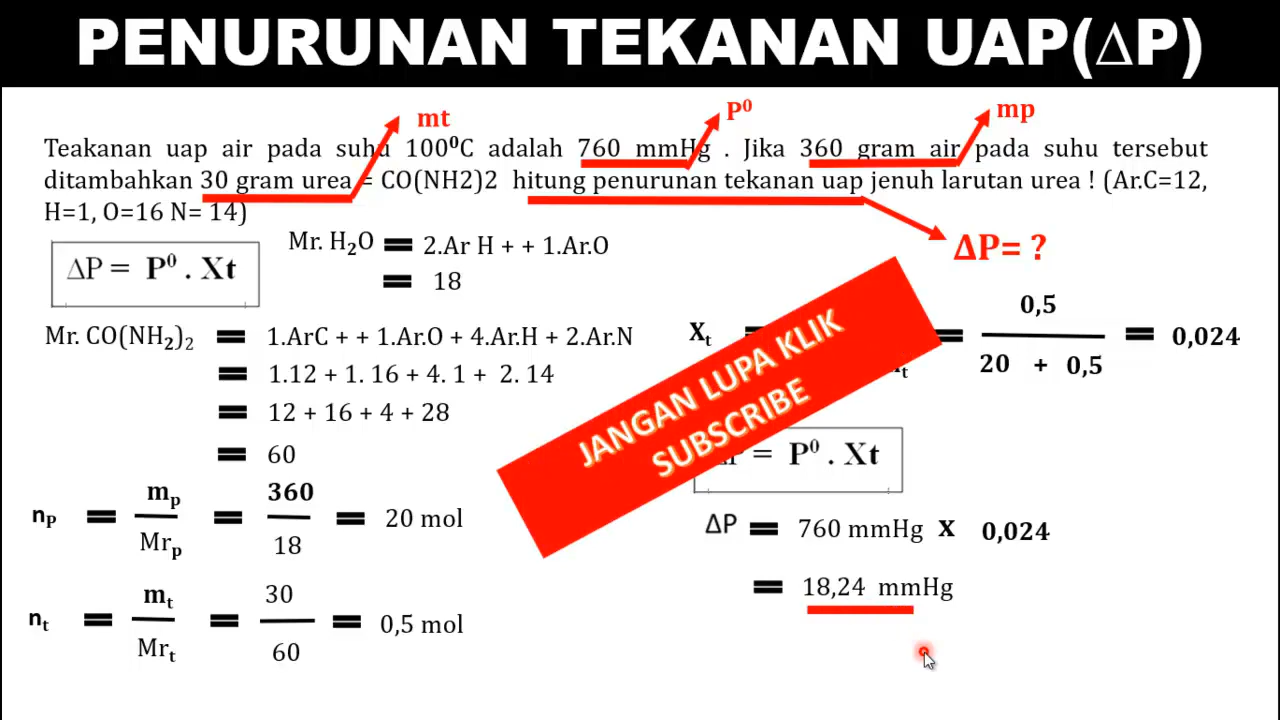 PENURUNAN TEKANAN UAP(∆P)
mt
P⁰
mp
Teakanan uap air pada suhu 100⁰C adalah 760 mmHg . Jika 360 gram air pada suhu tersebut
ditambahkan 30 gram urea = CO(NH2)2 hitung penurunan tekanan uap jenuh larutan urea ! (Ar.C=12,
H=1, O=16 N= 14)
∆P= ?
∆P = P⁰ . Xt
Mr. H₂O = 2.Ar H + + 1.Ar.O
= 18
Mr. CO(NH₂)₂ = 1.ArC + + 1.Ar.O + 4.Ar.H + 2.Ar.N
= 1.12 + 1. 16 + 4. 1 + 2. 14
= 12 + 16 + 4 + 28
= 60
mₚ 360
nₚ = = = 20 mol
Mrₚ 18
mₜ 30
nₜ = = = 0,5 mol
Mrₜ 60
0,5
Xₜ = = = 0,024
20 + 0,5
JANGAN LUPA KLIK
SUBSCRIBE
= P⁰ . Xt
∆P = 760 mmHg x 0,024
= 18,24 mmHg